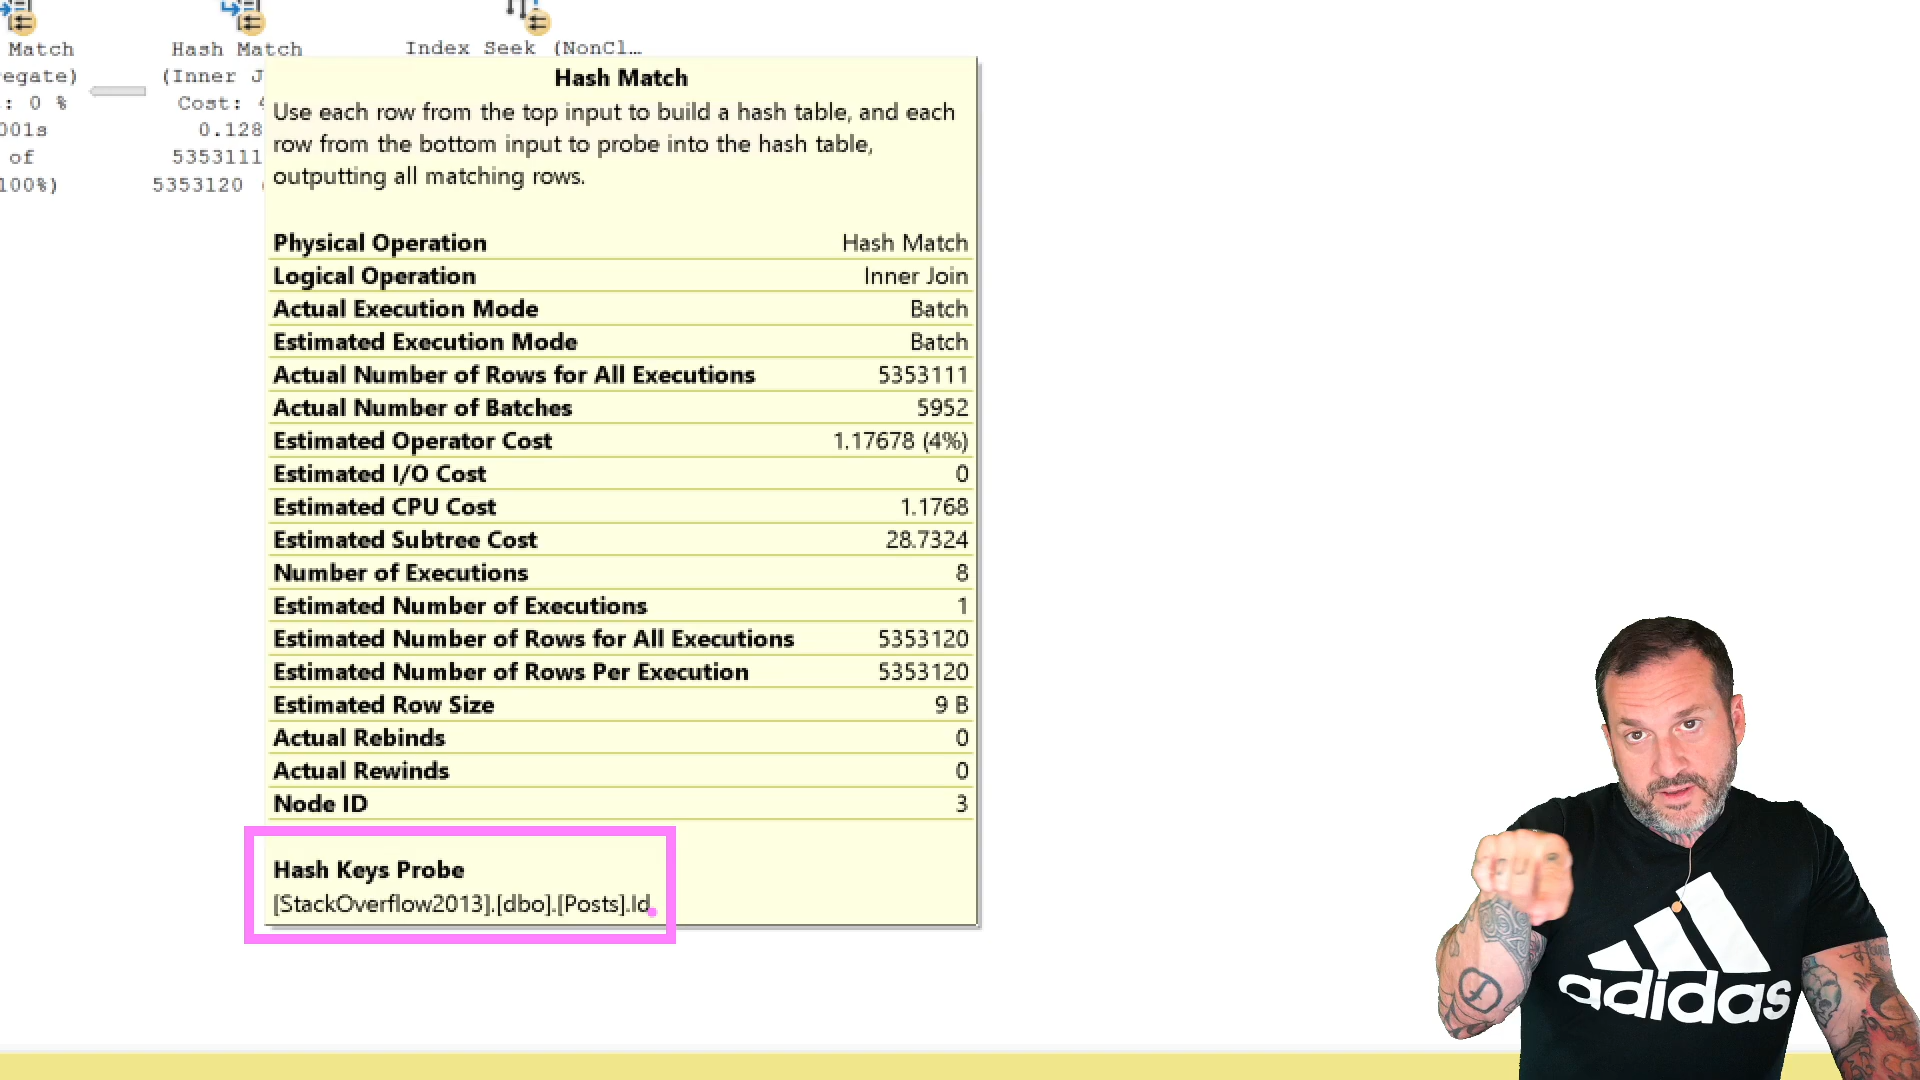 Match
Hash Match
Index Seek (NonCl…
regate)
(Inner J
: 0 %
Cost: 4
001s
0.128
of
5353111
100%)
5353120
Hash Match
Use each row from the top input to build a hash table, and each
row from the bottom input to probe into the hash table,
outputting all matching rows.
Physical Operation Hash Match
Logical Operation Inner Join
Actual Execution Mode Batch
Estimated Execution Mode Batch
Actual Number of Rows for All Executions 5353111
Actual Number of Batches 5952
Estimated Operator Cost 1.17678 (4%)
Estimated I/O Cost 0
Estimated CPU Cost 1.1768
Estimated Subtree Cost 28.7324
Number of Executions 8
Estimated Number of Executions 1
Estimated Number of Rows for All Executions 5353120
Estimated Number of Rows Per Execution 5353120
Estimated Row Size 9 B
Actual Rebinds 0
Actual Rewinds 0
Node ID 3
Hash Keys Probe
[StackOverflow2013].[dbo].[Posts].Id
adidas